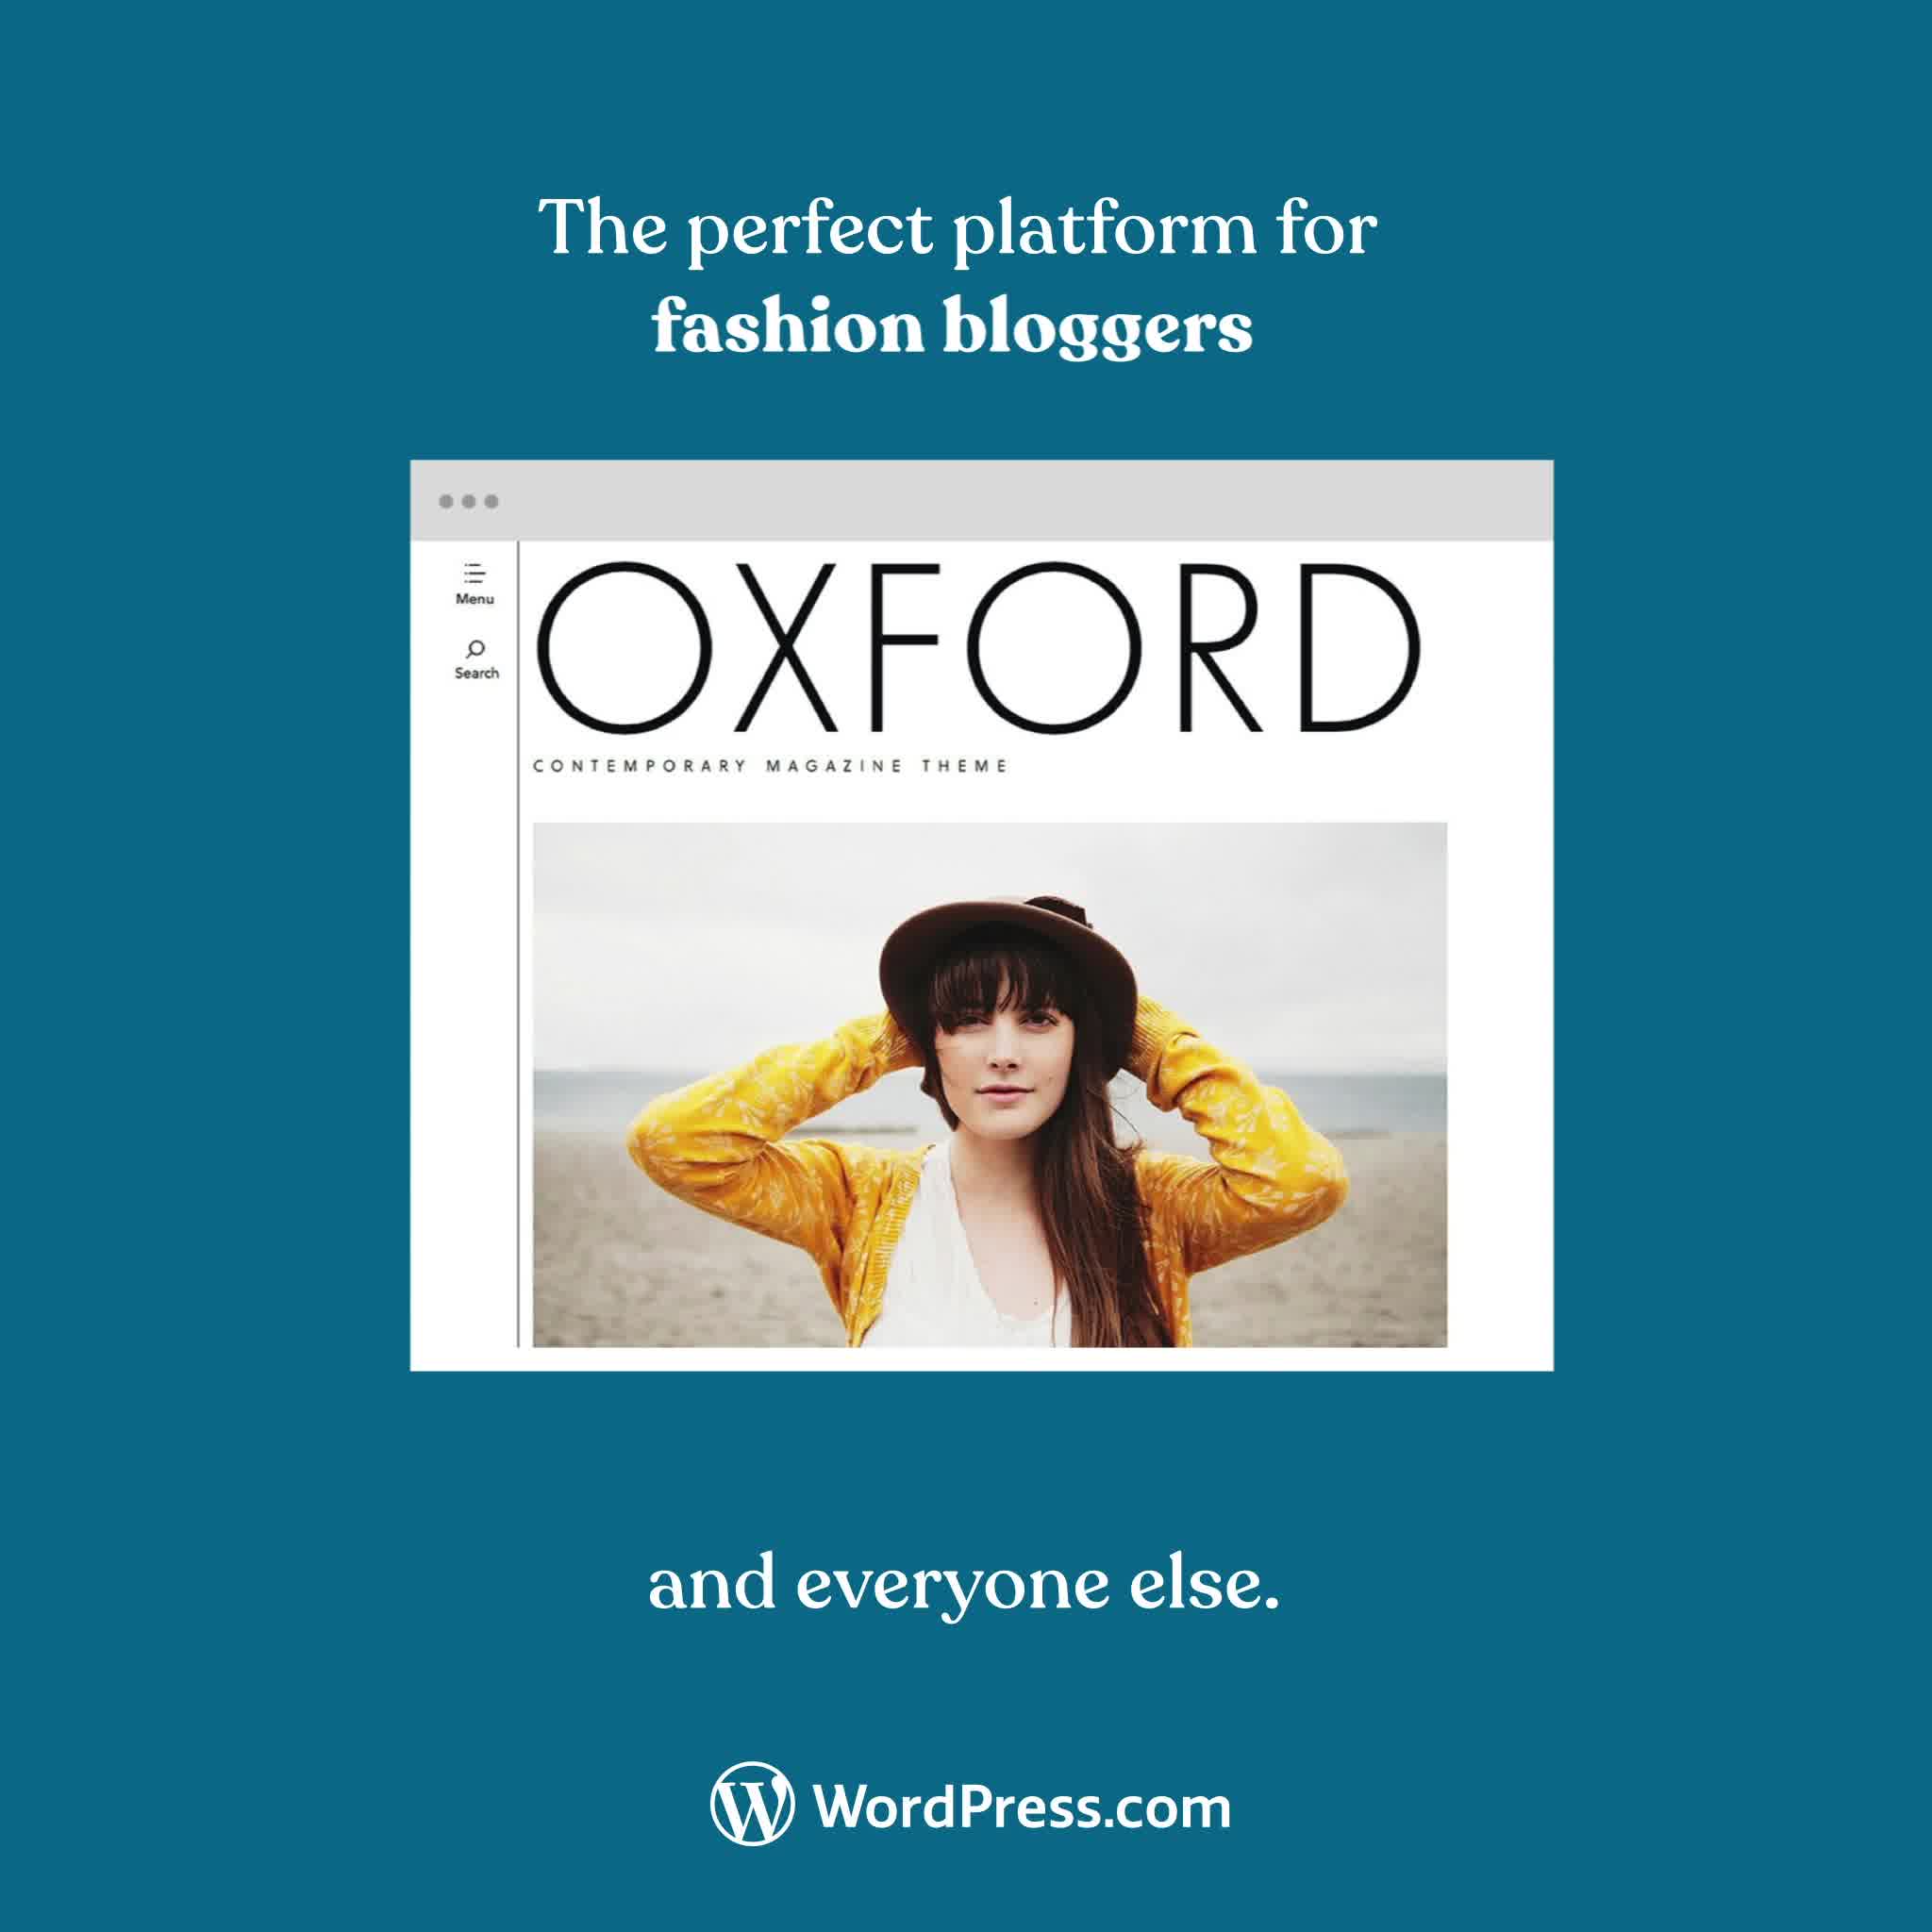 The perfect platform for
fashion bloggers
Menu
Search
OXFORD
CONTEMPORARY MAGAZINE THEME
and everyone else.
WordPress.com